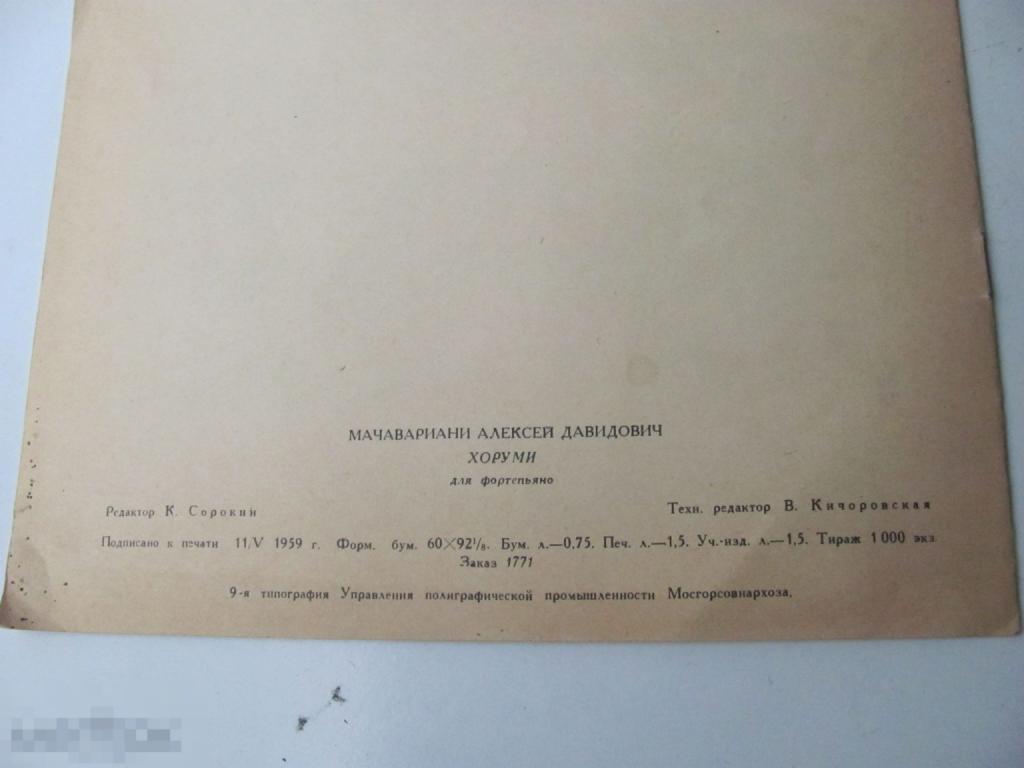 МАЧАВАРИАНИ АЛЕКСЕЙ ДАВИДОВИЧ
ХОРУМИ
для фортепьяно
Редактор К. Сорокин Техн. редактор В. Кичоровская
Подписано к печати 11/V 1959 г. Форм. бум. 60×92⅛. Бум. л.—0,75. Печ. л.—1,5. Уч.-изд. л.—1,5. Тираж 1000 экз.
Заказ 1771
9-я типография Управления полиграфической промышленности Мосгорсовнархоза.